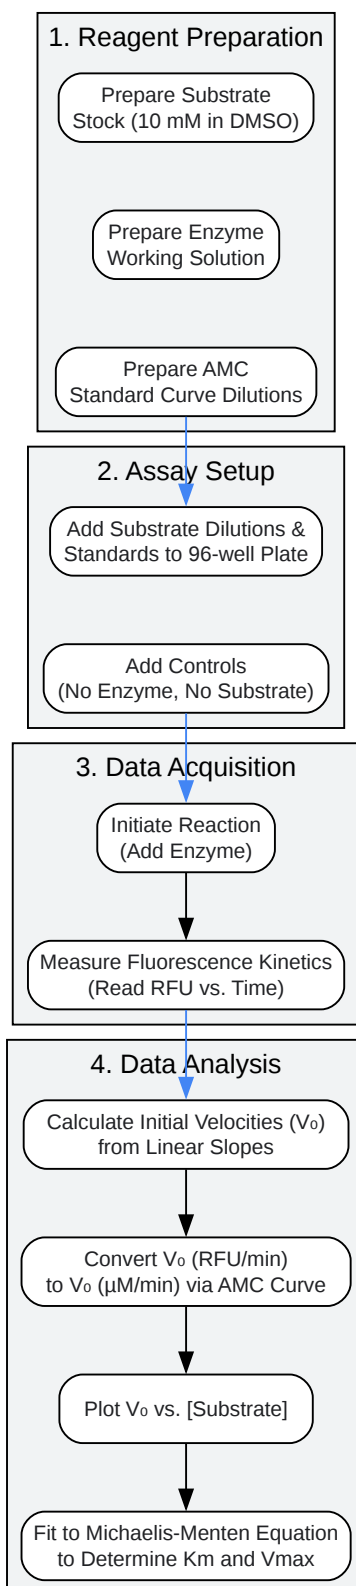 1. Reagent Preparation
Prepare Substrate
Stock (10 mM in DMSO)
Prepare Enzyme
Working Solution
Prepare AMC
Standard Curve Dilutions
2. Assay Setup
Add Substrate Dilutions &
Standards to 96-well Plate
Add Controls
(No Enzyme, No Substrate)
3. Data Acquisition
Initiate Reaction
(Add Enzyme)
Measure Fluorescence Kinetics
(Read RFU vs. Time)
4. Data Analysis
Calculate Initial Velocities (V₀)
from Linear Slopes
Convert V₀ (RFU/min)
to V₀ (µM/min) via AMC Curve
Plot V₀ vs. [Substrate]
Fit to Michaelis-Menten Equation
to Determine Km and Vmax